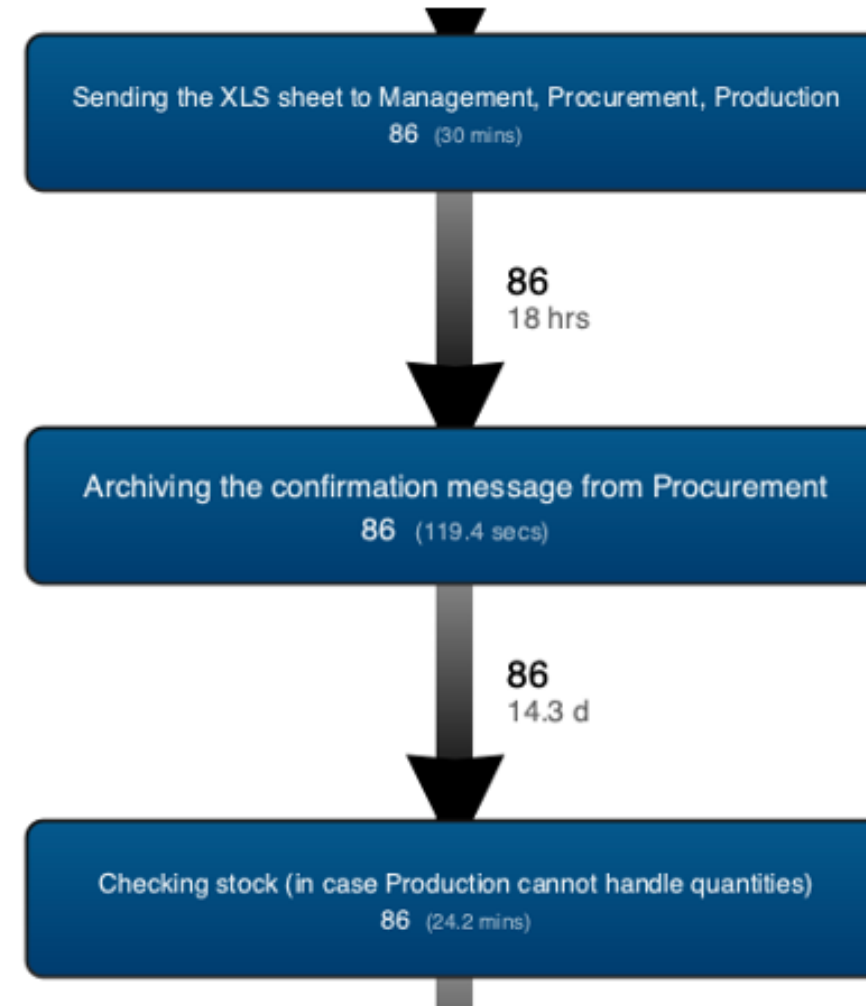 Sending the XLS sheet to Management, Procurement, Production
86 (30 mins)
86
18 hrs
Archiving the confirmation message from Procurement
86 (119.4 secs)
86
14.3 d
Checking stock (in case Production cannot handle quantities)
86 (24.2 mins)